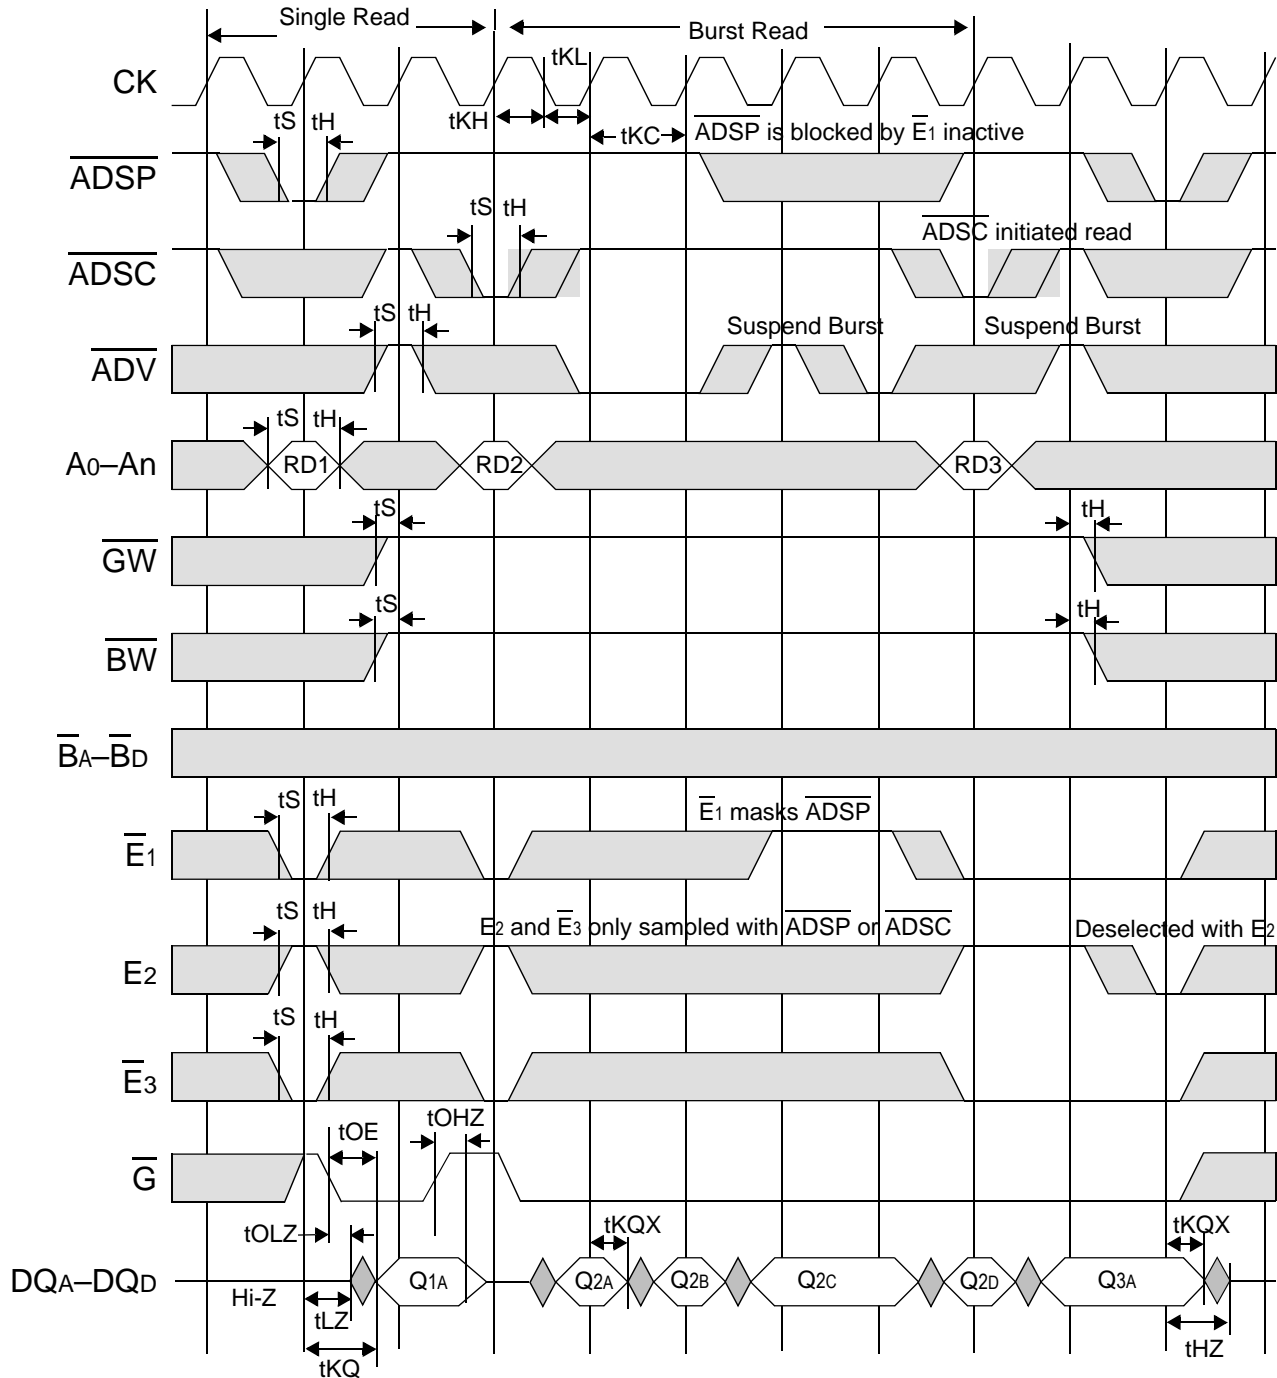 Single Read
Burst Read
CK
tKL
tKH
tKC
tS tH
ADSP is blocked by E1 inactive
ADSP
tS tH
ADSC initiated read
ADSC
tS tH
Suspend Burst
Suspend Burst
ADV
tS tH
A0–An
RD1
RD2
RD3
tS
tH
GW
tS
tH
BW
BA–BD
tS tH
E1 masks ADSP
E1
tS tH
E2 and E3 only sampled with ADSP or ADSC
Deselected with E2
E2
tS tH
E3
tOE
tOHZ
G
tOLZ
tKQX
tKQX
DQA–DQD
Q1A
Q2A
Q2B
Q2C
Q2D
Q3A
Hi-Z
tLZ
tHZ
tKQ